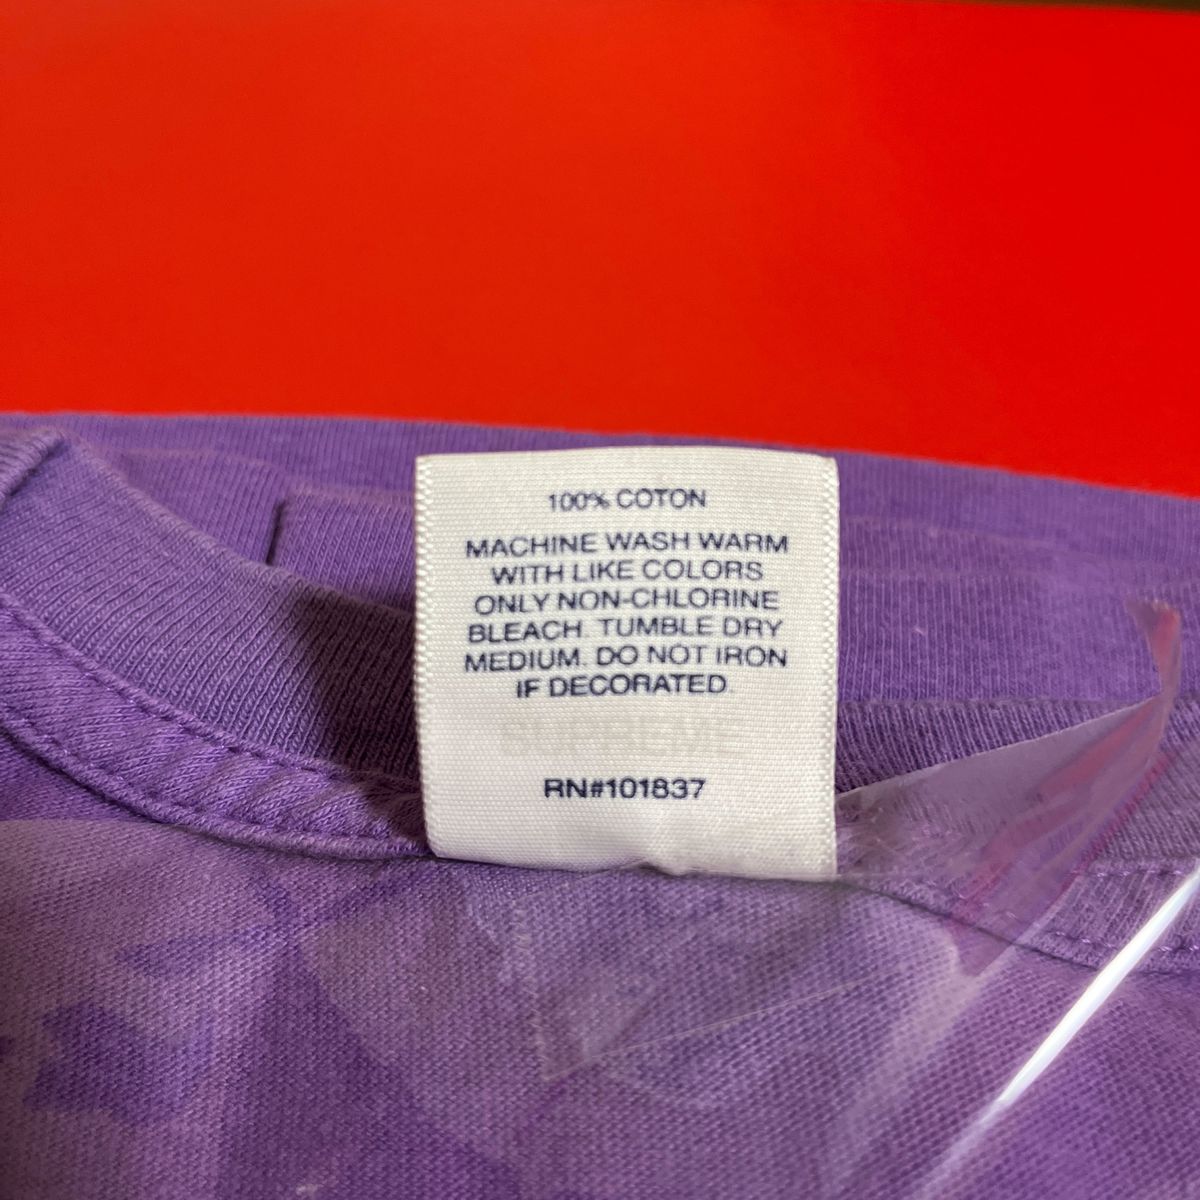 100% COTON
MACHINE WASH WARM
WITH LIKE COLORS
ONLY NON-CHLORINE
BLEACH. TUMBLE DRY
MEDIUM. DO NOT IRON
IF DECORATED.
SUPREME
RN#101837